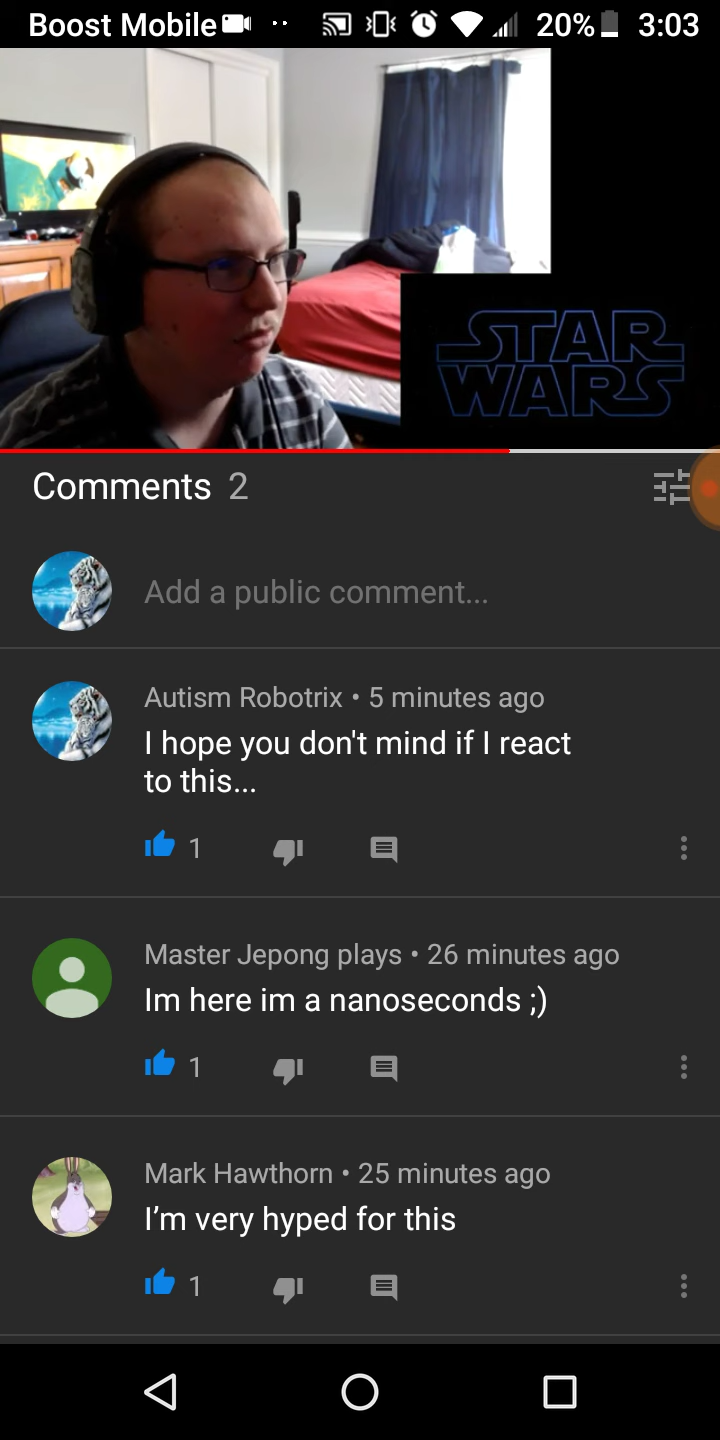 Boost Mobile 20% 3:03
STAR
WARS
Comments 2
Add a public comment...
Autism Robotrix • 5 minutes ago
I hope you don't mind if I react
to this...
1
Master Jepong plays • 26 minutes ago
Im here im a nanoseconds ;)
1
Mark Hawthorn • 25 minutes ago
I’m very hyped for this
1